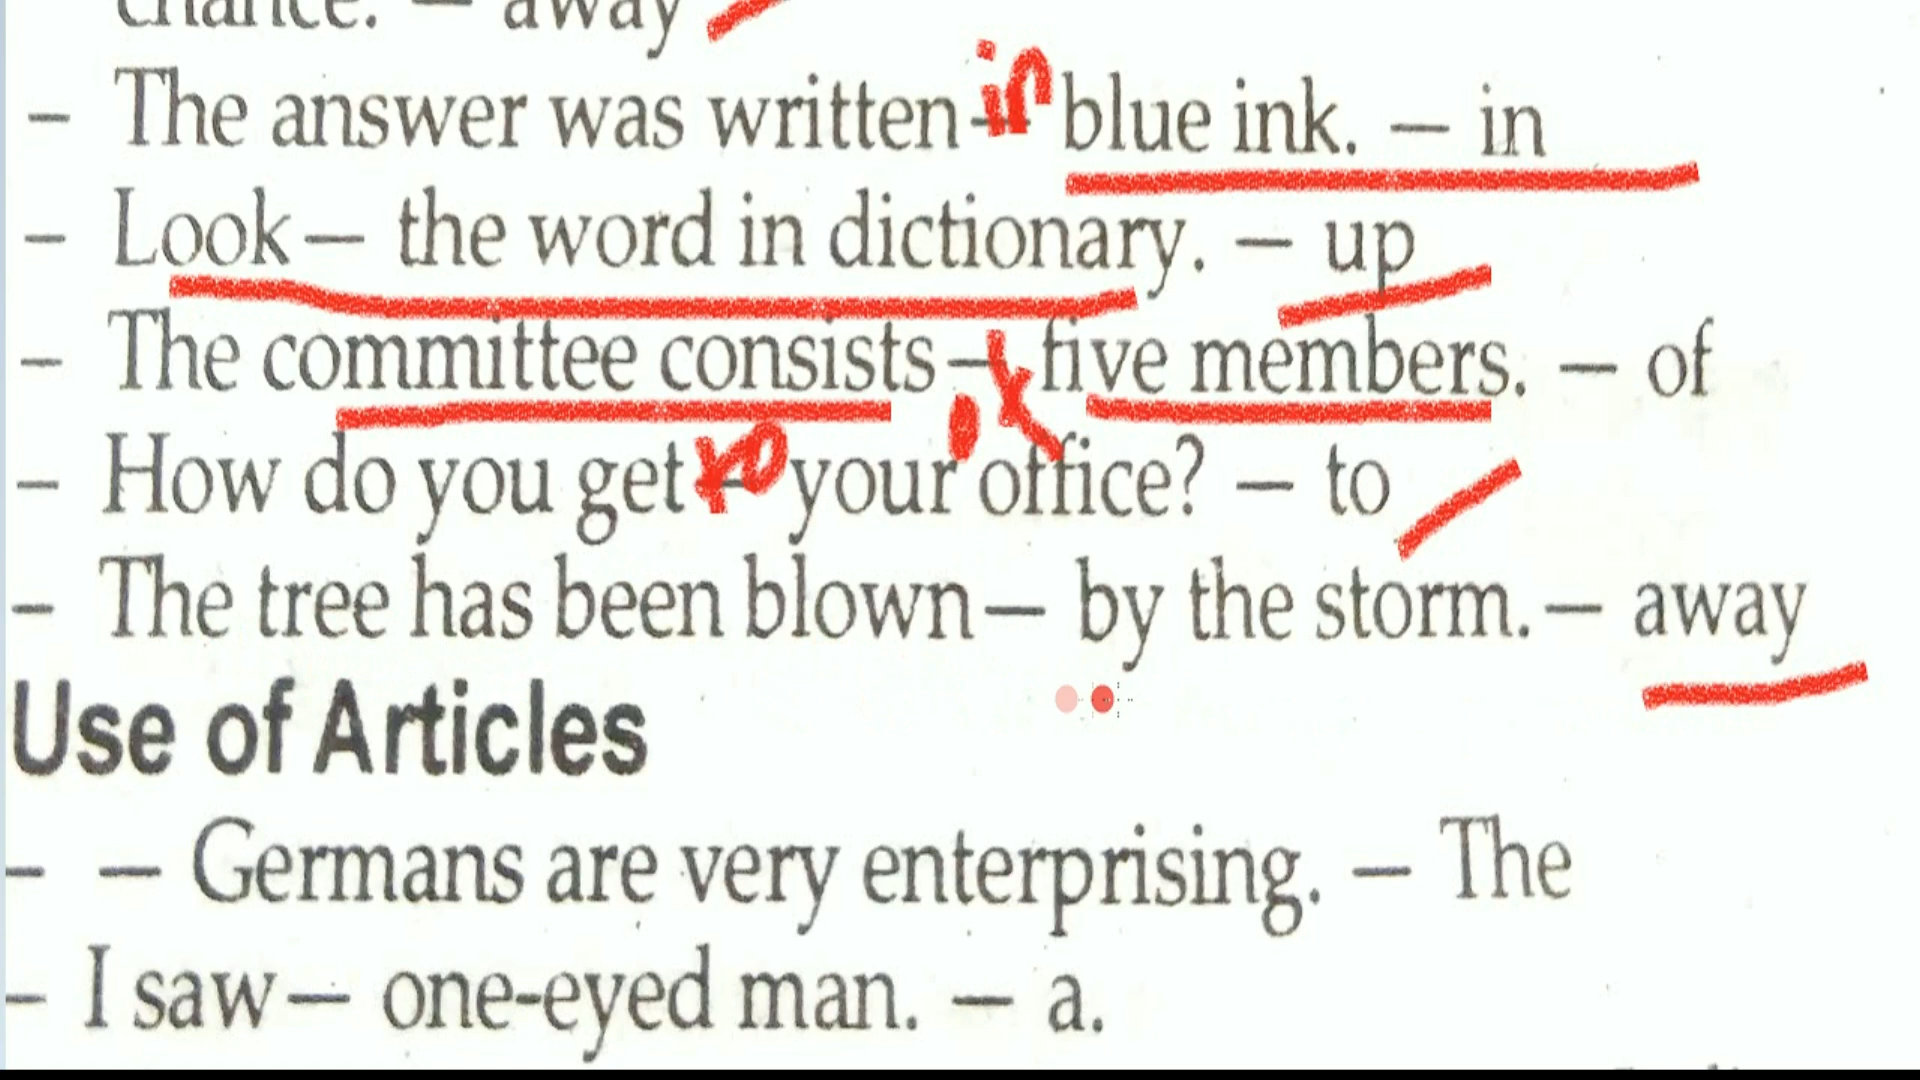 chance. – away
– The answer was written – in blue ink. – in
– Look – the word in dictionary. – up
– The committee consists – of five members. – of
– How do you get – to your office? – to
– The tree has been blown – by the storm. – away
Use of Articles
– – Germans are very enterprising. – The
– I saw – one-eyed man. – a.